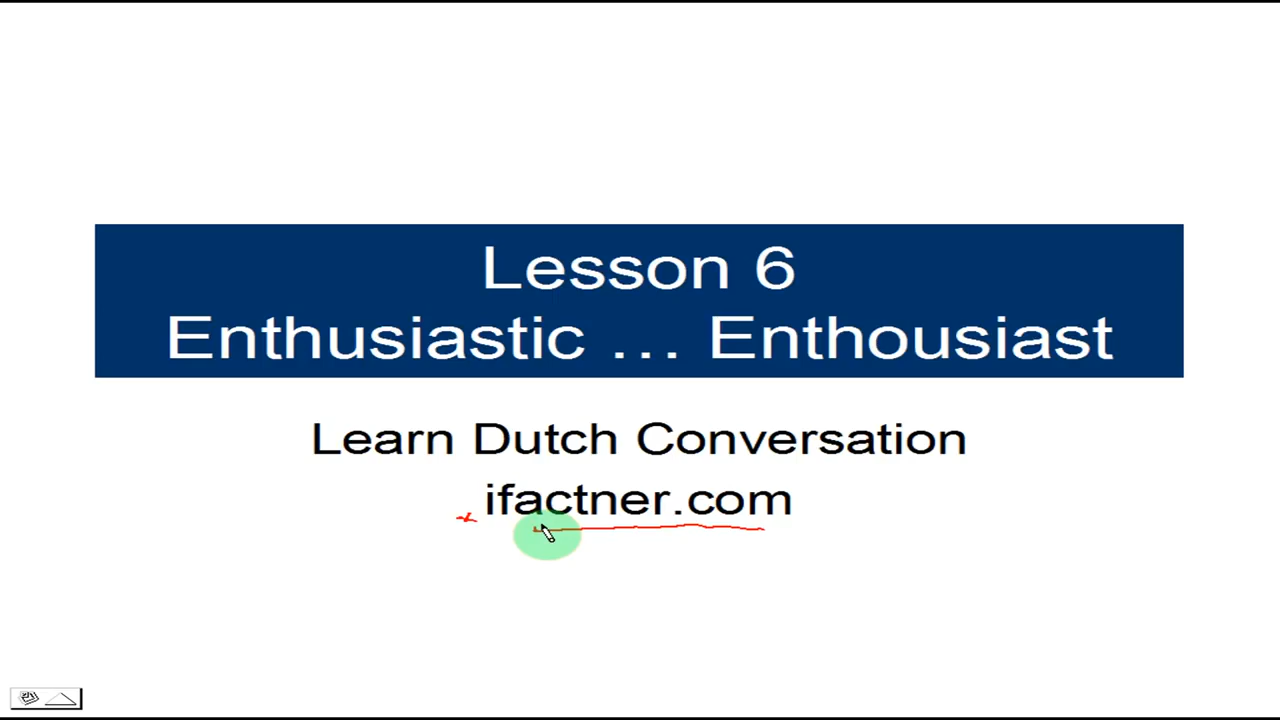 Lesson 6
Enthusiastic … Enthousiast
Learn Dutch Conversation
ifactner.com